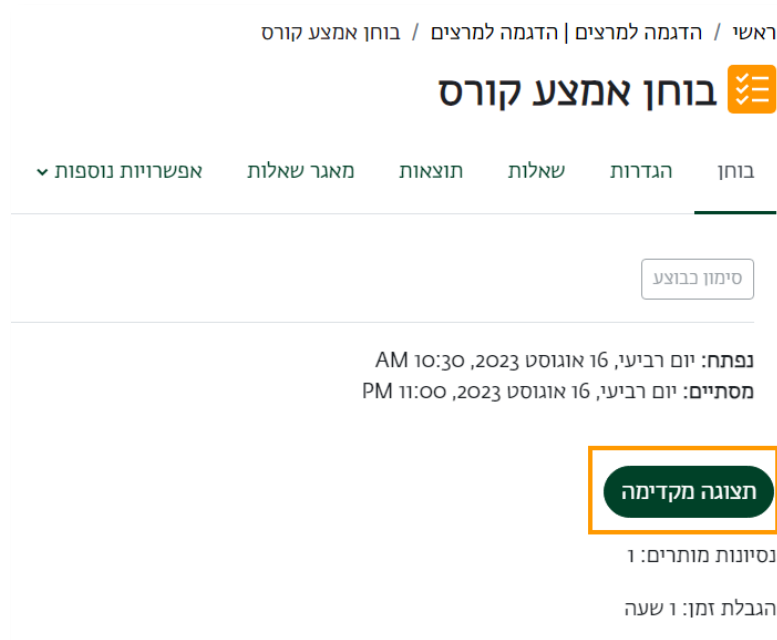 ראשי / הדגמה למרצים | הדגמה למרצים / בוחן אמצע קורס
בוחן אמצע קורס
בוחן הגדרות שאלות תוצאות מאגר שאלות אפשרויות נוספות
סימון כבוצע
נפתח: יום רביעי, 16 אוגוסט 2023, 10:30 AM
מסתיים: יום רביעי, 16 אוגוסט 2023, 11:00 PM
תצוגה מקדימה
נסיונות מותרים: 1
הגבלת זמן: 1 שעה